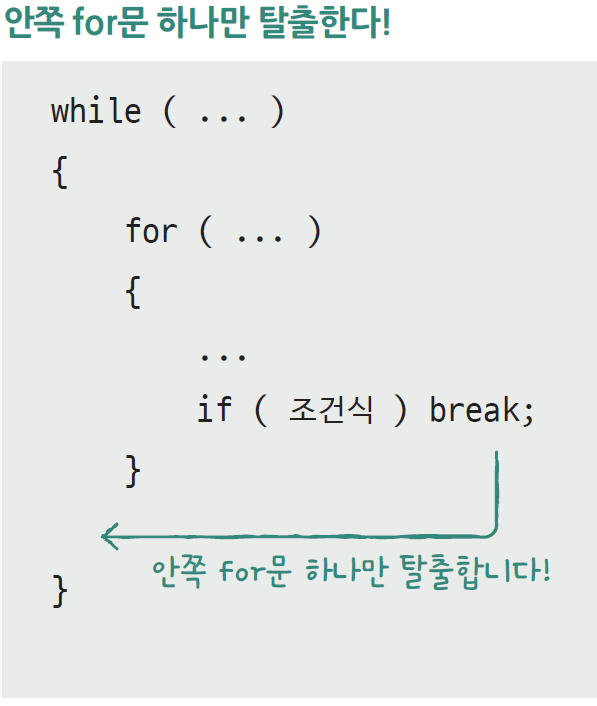 안쪽 for문 하나만 탈출한다!
while ( ... )
{
for ( ... )
{
...
if ( 조건식 ) break;
}
안쪽 for문 하나만 탈출합니다!
}